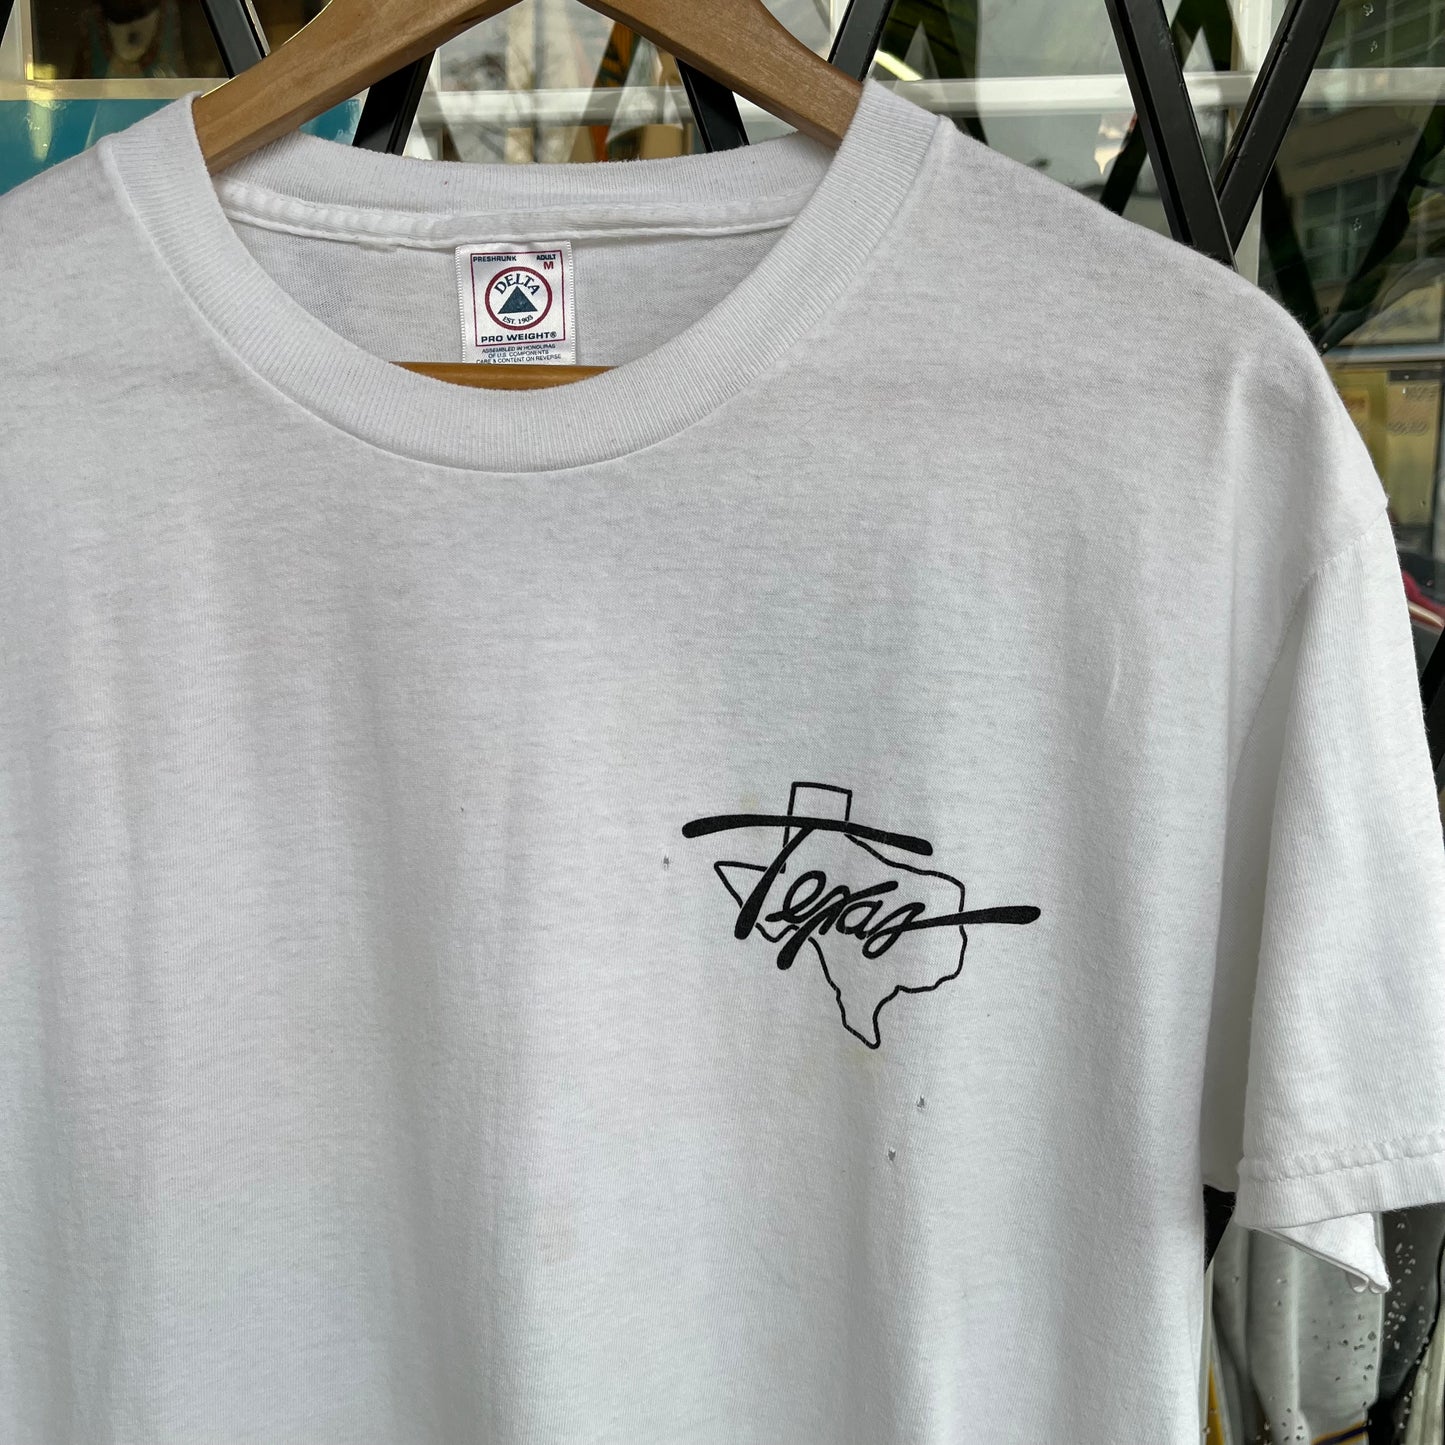 PRESHRUNK ADULT
M
DELTA
EST. 1903
PRO WEIGHT®
ASSEMBLED IN HONDURAS
OF U.S. COMPONENTS
CARE & CONTENT ON REVERSE
Texas